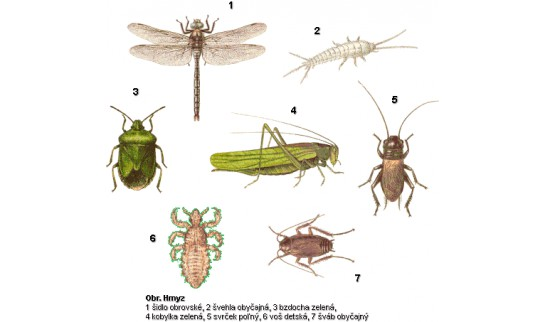 1
2
3
4
5
6
7
Obr. Hmyz
1 šidlo obrovské, 2 švehla obyčajná, 3 bzdocha zelená,
4 kobylka zelená, 5 svrček poľný, 6 voš detská, 7 šváb obyčajný